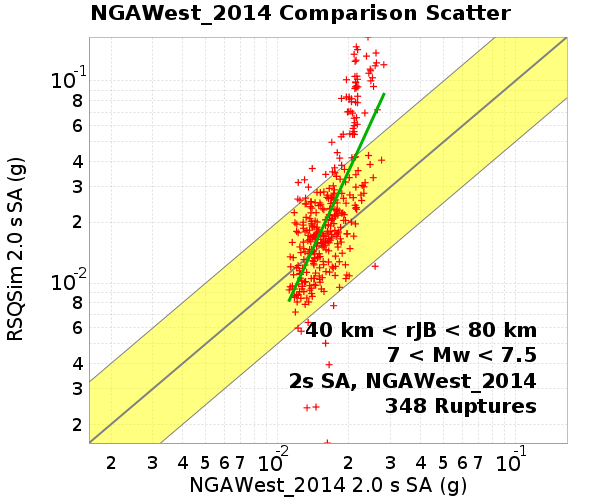 NGAWest_2014 Comparison Scatter
RSQSim 2.0 s SA (g)
10-1
8
6
4
3
2
10-2
8
6
4
3
2
40 km < rJB < 80 km
7 < Mw < 7.5
2s SA, NGAWest_2014
348 Ruptures
2 3 4 5 6 7 10-2 2 3 4 5 6 7 10-1
NGAWest_2014 2.0 s SA (g)